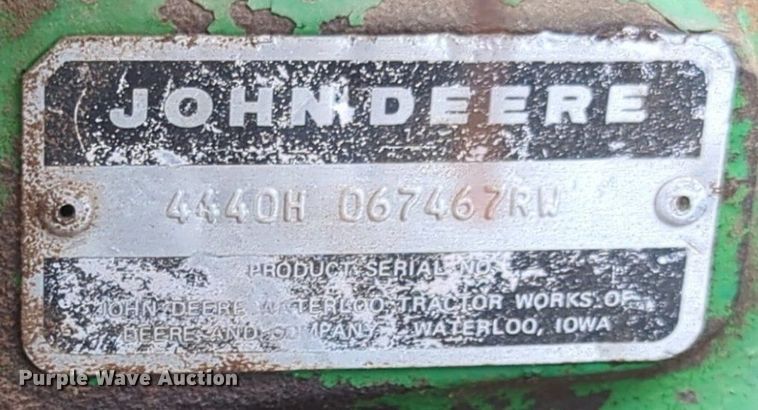 JOHN DEERE
4440H 067467RW
PRODUCT SERIAL NO.
JOHN DEERE WATERLOO TRACTOR WORKS OF
DEERE AND COMPANY WATERLOO, IOWA
Purple Wave Auction